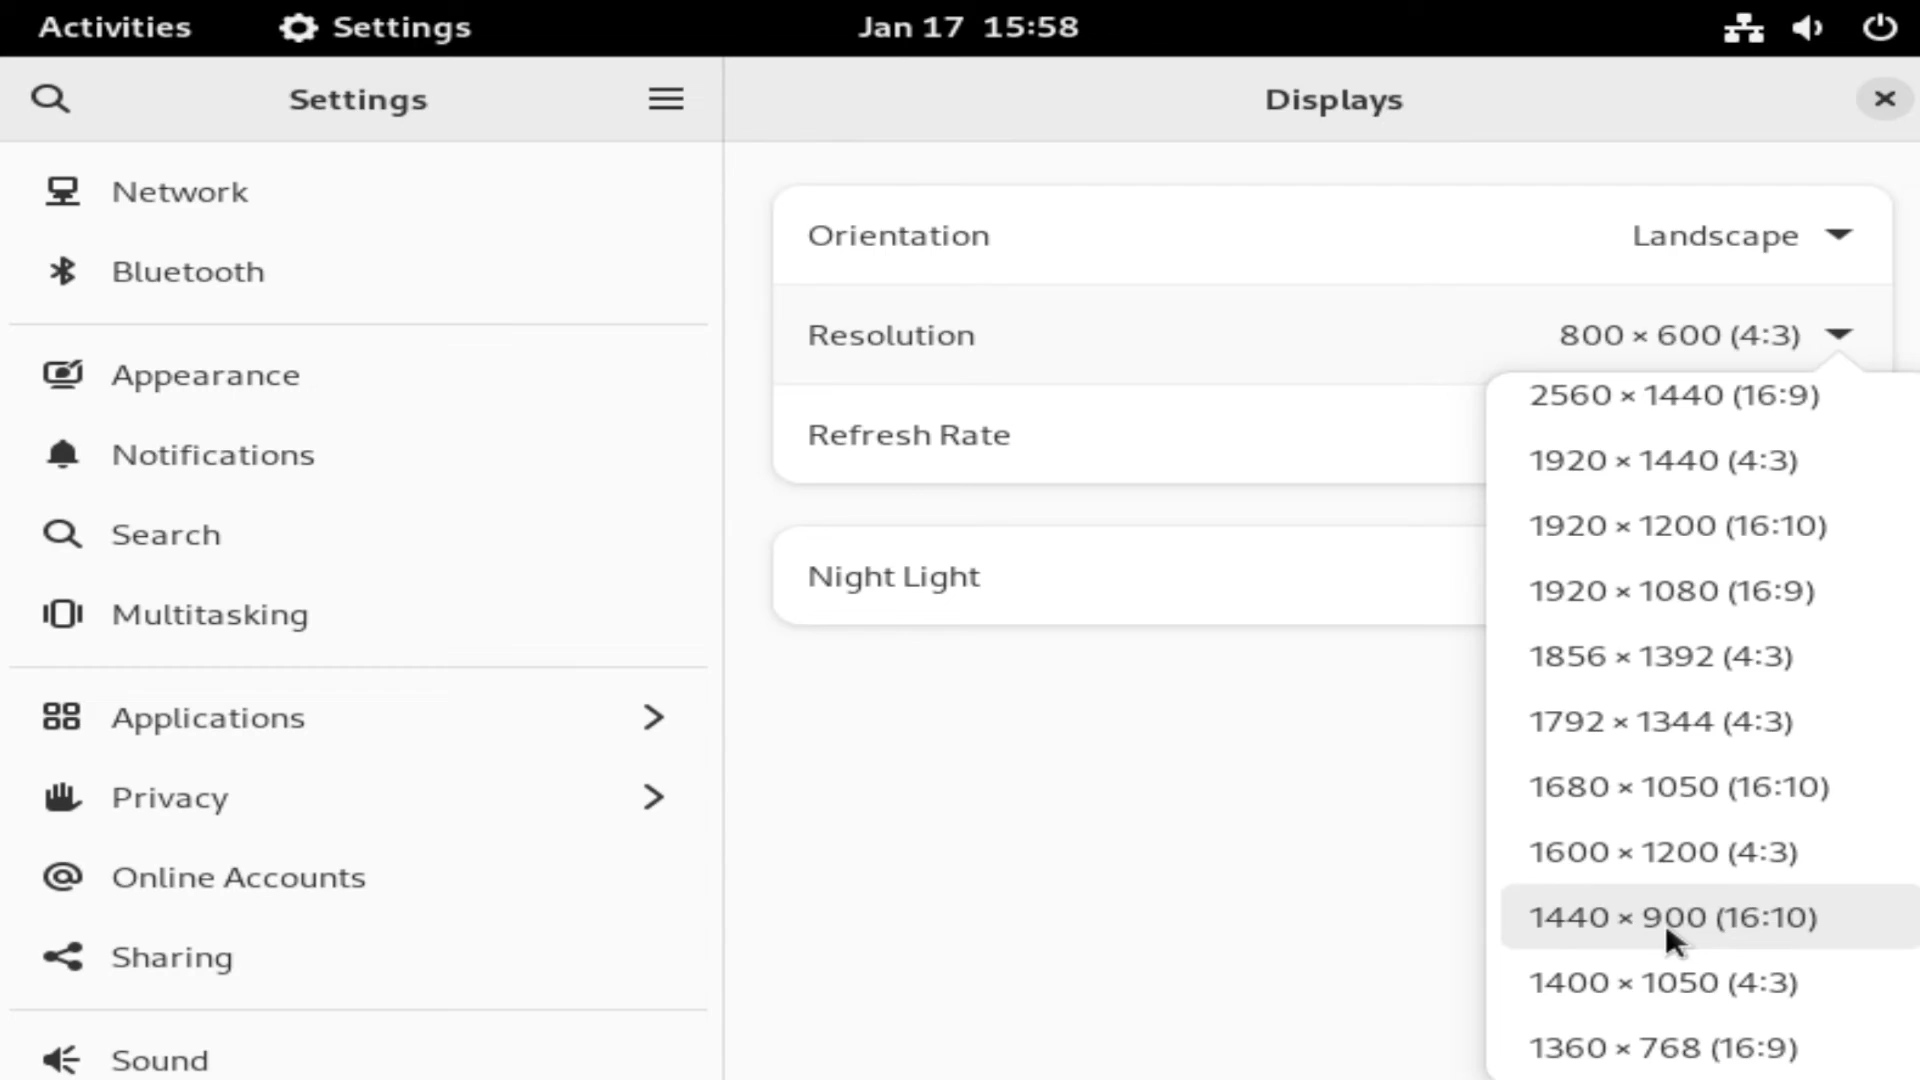 Activities Settings Jan 17 15:58
Settings Displays
Network
Bluetooth
Appearance
Notifications
Search
Multitasking
Applications
Privacy
Online Accounts
Sharing
Sound
Orientation Landscape
Resolution 800 × 600 (4:3)
Refresh Rate
Night Light
2560 × 1440 (16:9)
1920 × 1440 (4:3)
1920 × 1200 (16:10)
1920 × 1080 (16:9)
1856 × 1392 (4:3)
1792 × 1344 (4:3)
1680 × 1050 (16:10)
1600 × 1200 (4:3)
1440 × 900 (16:10)
1400 × 1050 (4:3)
1360 × 768 (16:9)